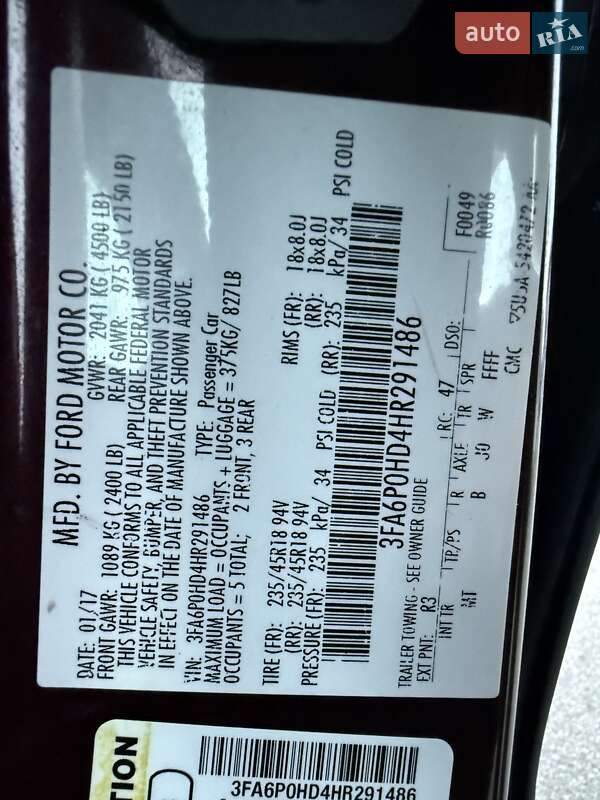 auto RIA.com
MFD. BY FORD MOTOR CO.
DATE: 01/17 GVWR: 2041 KG ( 4500 LB)
FRONT GAWR: 1089 KG (2400 LB) REAR GAWR: 975 KG ( 2150 LB)
THIS VEHICLE CONFORMS TO ALL APPLICABLE FEDERAL MOTOR
VEHICLE SAFETY, BUMPER, AND THEFT PREVENTION STANDARDS
IN EFFECT ON THE DATE OF MANUFACTURE SHOWN ABOVE.
VIN: 3FA6P0HD4HR291486 TYPE: Passenger Car
MAXIMUM LOAD = OCCUPANTS + LUGGAGE = 375KG/ 827LB
OCCUPANTS = 5 TOTAL; 2 FRONT, 3 REAR
TIRE (FR): 235/45R18 94V RIMS (FR): 18x8.0J
(RR): 235/45R18 94V (RR): 18x8.0J
PRESSURE (FR): 235 kPa/ 34 PSI COLD (RR): 235 kPa/ 34 PSI COLD
3FA6P0HD4HR291486
TRAILER TOWING - SEE OWNER GUIDE F0049
EXT PNT: R3 RC: 47 DSO: R0086
INT TR TP/PS R AXLE TR SPR
MT B W FFFF
CMC
TION
3FA6P0HD4HR291486